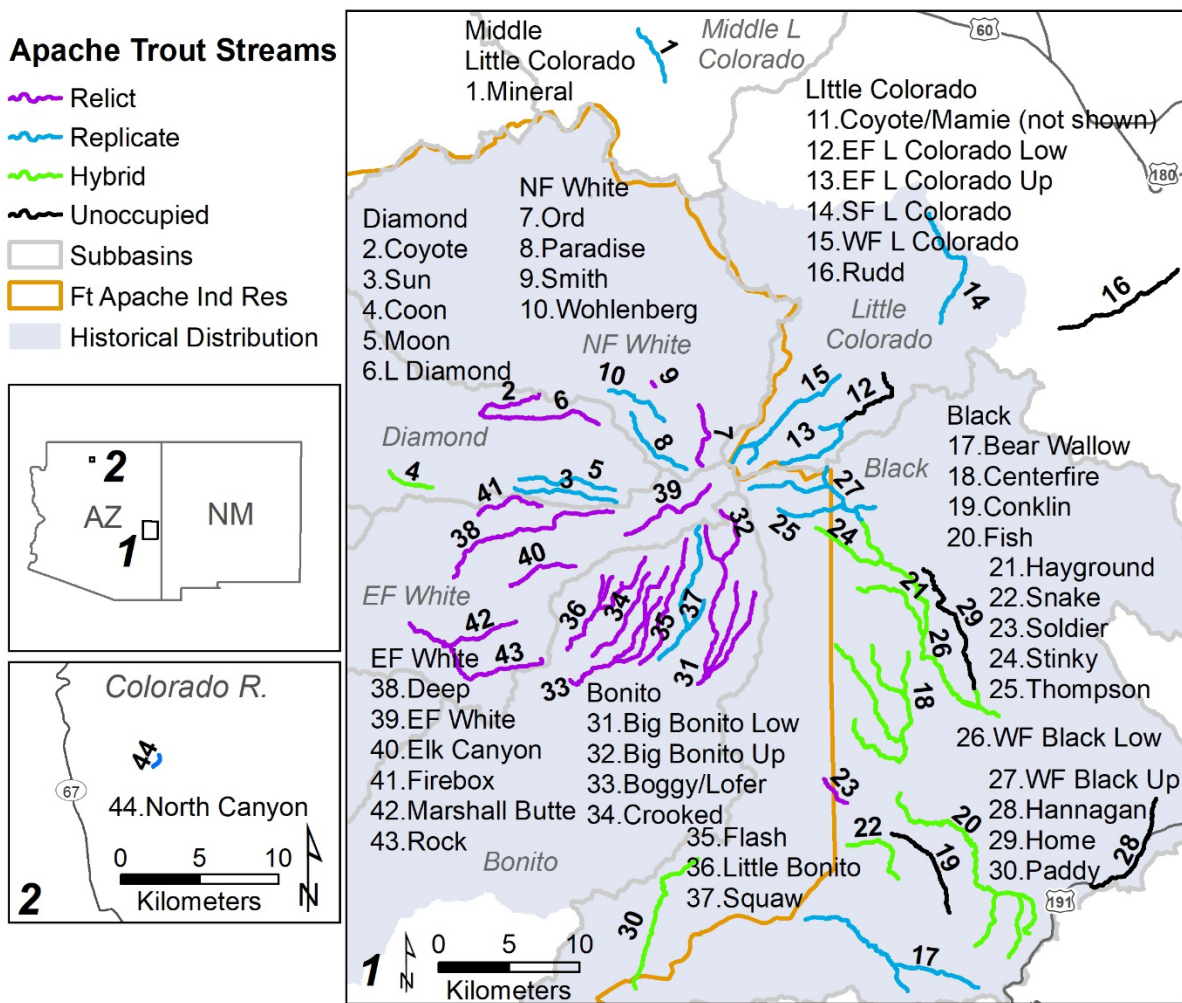 Apache Trout Streams
Relict
Replicate
Hybrid
Unoccupied
Subbasins
Ft Apache Ind Res
Historical Distribution
2
AZ
NM
1
Colorado R.
44
67
44.North Canyon
0 5 10
Kilometers
N
2
Middle
Little Colorado
1.Mineral
1
Middle L
Colorado
60
180
LIttle Colorado
11.Coyote/Mamie (not shown)
12.EF L Colorado Low
13.EF L Colorado Up
14.SF L Colorado
15.WF L Colorado
16.Rudd
NF White
7.Ord
8.Paradise
9.Smith
10.Wohlenberg
Diamond
2.Coyote
3.Sun
4.Coon
5.Moon
6.L Diamond
14
16
Little
Colorado
NF White
10
9
15
12
2
6
8
7
13
Diamond
Black
4
3
5
41
39
27
38
32
25
24
40
Black
17.Bear Wallow
18.Centerfire
19.Conklin
20.Fish
21.Hayground
22.Snake
23.Soldier
24.Stinky
25.Thompson
26.WF Black Low
27.WF Black Up
28.Hannagan
29.Home
30.Paddy
EF White
36
34
35
37
21
29
26
42
43
33
31
18
EF White
38.Deep
39.EF White
40.Elk Canyon
41.Firebox
42.Marshall Butte
43.Rock
Bonito
31.Big Bonito Low
32.Big Bonito Up
33.Boggy/Lofer
34.Crooked
35.Flash
36.Little Bonito
37.Squaw
23
22
20
19
28
191
Bonito
30
17
1
N
0 5 10
Kilometers